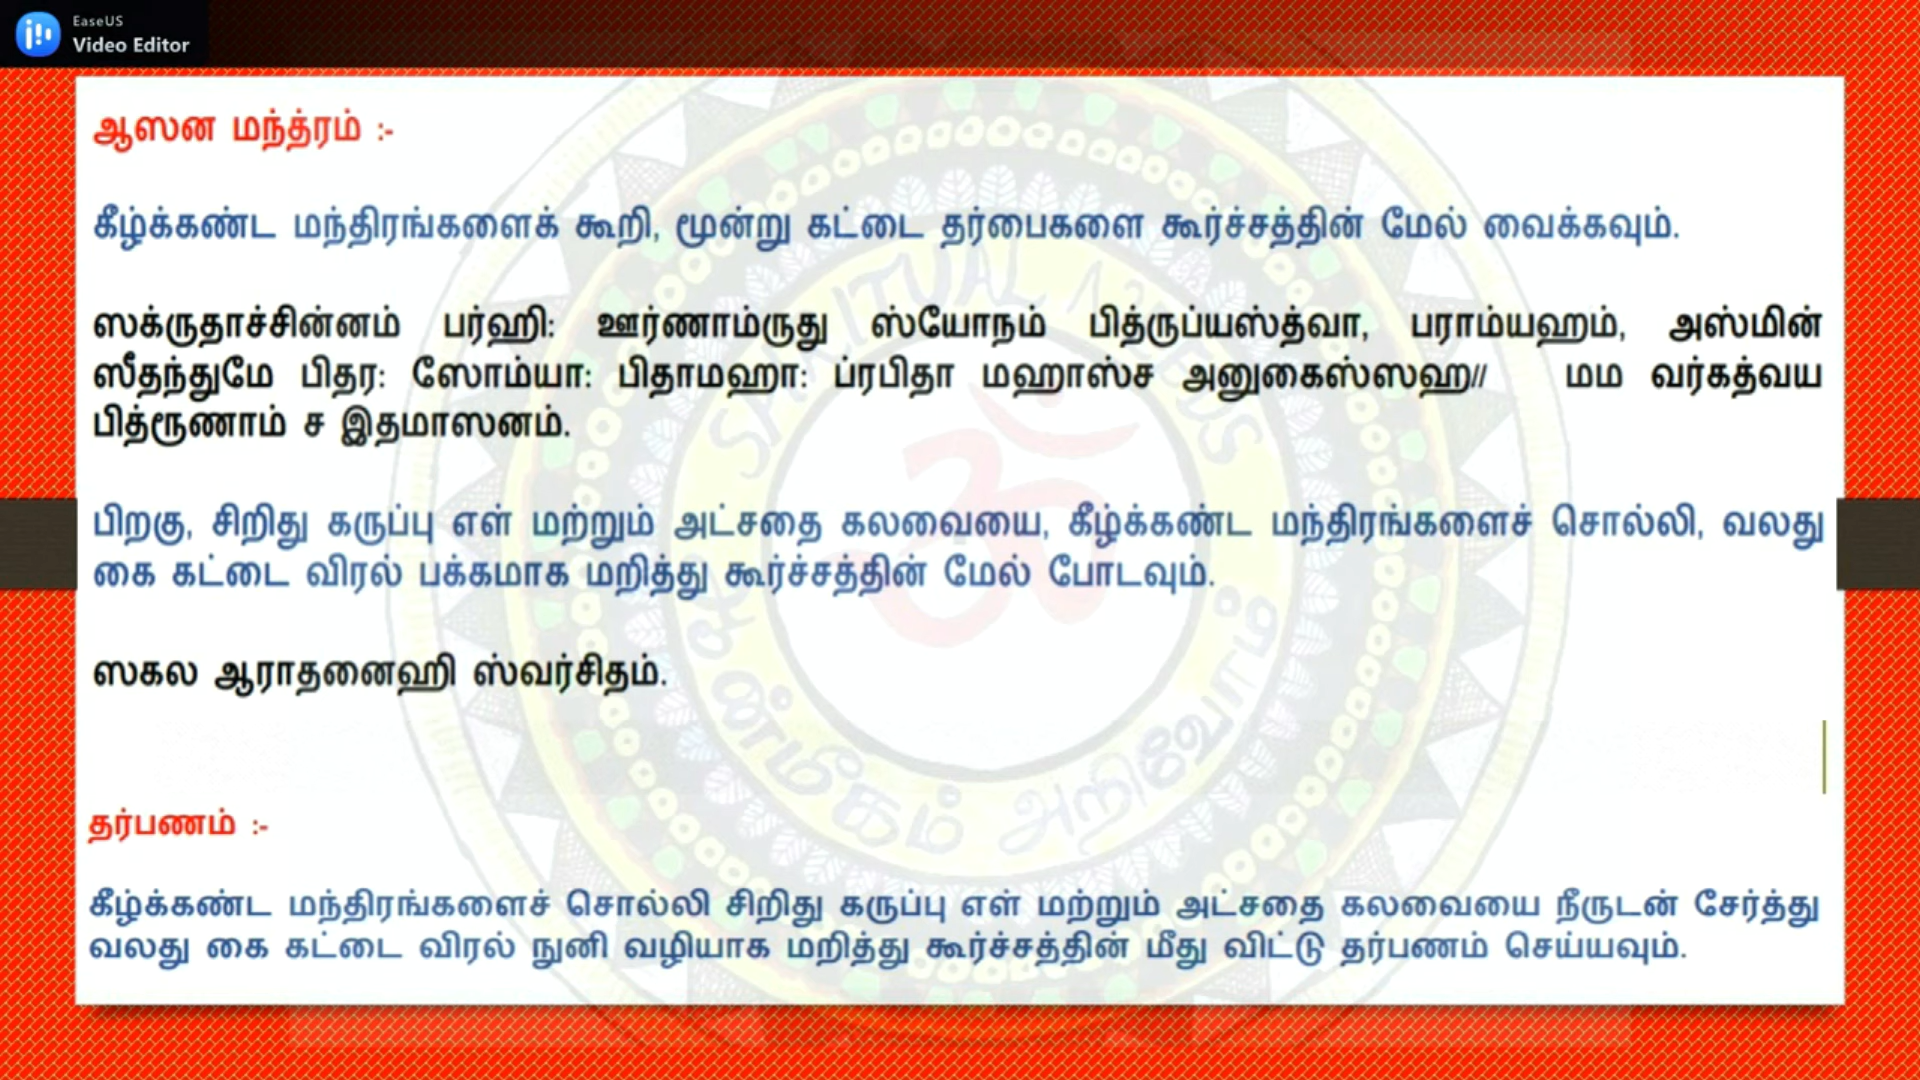 EaseUS
Video Editor
ஆஸன மந்த்ரம் :-
கீழ்க்கண்ட மந்திரங்களைக் கூறி, மூன்று கட்டை தர்பைகளை கூர்ச்சத்தின் மேல் வைக்கவும்.
ஸக்ருதாச்சின்னம் பர்ஹி: ஊர்ணாம்ருது ஸ்யோநம் பித்ருப்யஸ்த்வா, பராம்யஹம், அஸ்மின்
ஸீதந்துமே பிதர: ஸோம்யா: பிதாமஹா: ப்ரபிதா மஹாஸ்ச அனுகைஸ்ஸஹ// மம வர்கத்வய
பித்ரூணாம் ச இதமாஸனம்.
பிறகு, சிறிது கருப்பு எள் மற்றும் அட்சதை கலவையை, கீழ்க்கண்ட மந்திரங்களைச் சொல்லி, வலது
கை கட்டை விரல் பக்கமாக மறித்து கூர்ச்சத்தின் மேல் போடவும்.
ஸகல ஆராதனைஹி ஸ்வர்சிதம்.
தர்பணம் :-
கீழ்க்கண்ட மந்திரங்களைச் சொல்லி சிறிது கருப்பு எள் மற்றும் அட்சதை கலவையை நீருடன் சேர்த்து
வலது கை கட்டை விரல் நுனி வழியாக மறித்து கூர்ச்சத்தின் மீது விட்டு தர்பணம் செய்யவும்.
SPIRITUAL
ஆன்மீகம் அறிவோம்
ॐ